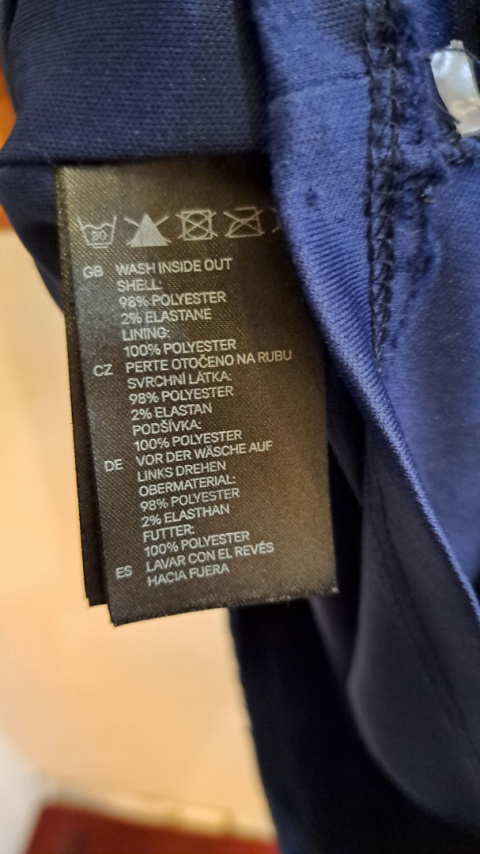 GB WASH INSIDE OUT
SHELL:
98% POLYESTER
2% ELASTANE
LINING:
100% POLYESTER
CZ PERTE OTOČENO NA RUBU
SVRCHNÍ LÁTKA:
98% POLYESTER
2% ELASTAN
PODŠÍVKA:
100% POLYESTER
DE VOR DER WÄSCHE AUF
LINKS DREHEN
OBERMATERIAL:
98% POLYESTER
2% ELASTHAN
FUTTER:
100% POLYESTER
ES LAVAR CON EL REVÉS
HACIA FUERA